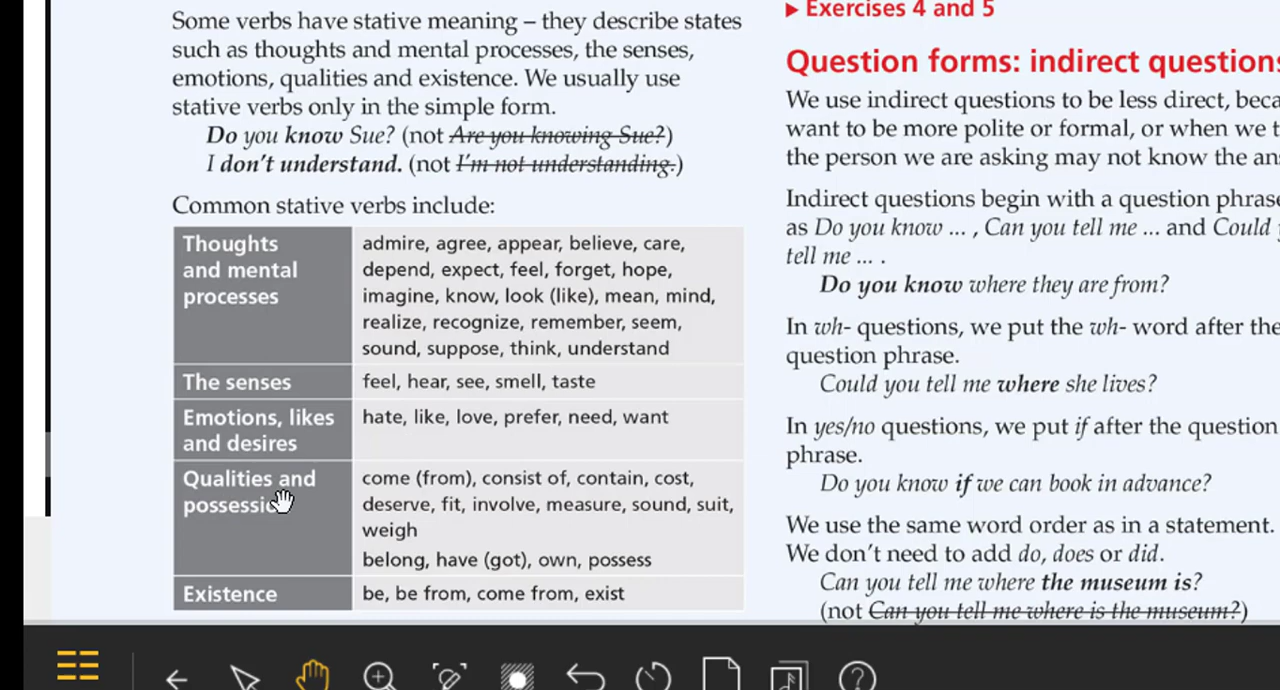 Some verbs have stative meaning – they describe states
such as thoughts and mental processes, the senses,
emotions, qualities and existence. We usually use
stative verbs only in the simple form.
Do you know Sue? (not Are you knowing Sue?)
I don't understand. (not I'm not understanding.)
Common stative verbs include:
Thoughts
and mental
processes
admire, agree, appear, believe, care,
depend, expect, feel, forget, hope,
imagine, know, look (like), mean, mind,
realize, recognize, remember, seem,
sound, suppose, think, understand
The senses
feel, hear, see, smell, taste
Emotions, likes
and desires
hate, like, love, prefer, need, want
Qualities and
come (from), consist of, contain, cost,
deserve, fit, involve, measure, sound, suit,
weigh
belong, have (got), own, possess
Existence
be, be from, come from, exist
▶ Exercises 4 and 5
Question forms: indirect questions
We use indirect questions to be less direct,
want to be more polite or formal, or when we
the person we are asking may not know the
Indirect questions begin with a question phrase
as Do you know ... , Can you tell me ... and Could
tell me ... .
Do you know where they are from?
In wh- questions, we put the wh- word after the
question phrase.
Could you tell me where she lives?
In yes/no questions, we put if after the question
phrase.
Do you know if we can book in advance?
We use the same word order as in a statement.
We don't need to add do, does or did.
Can you tell me where the museum is?
(not Can you tell me where is the museum?)